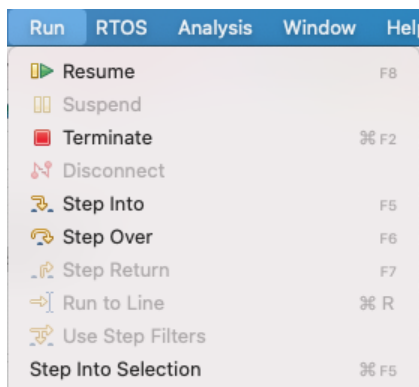 Run RTOS Analysis Window Hel
Resume F8
Suspend
Terminate ⌘ F2
Disconnect
Step Into F5
Step Over F6
Step Return F7
Run to Line ⌘ R
Use Step Filters
Step Into Selection ⌘ F5